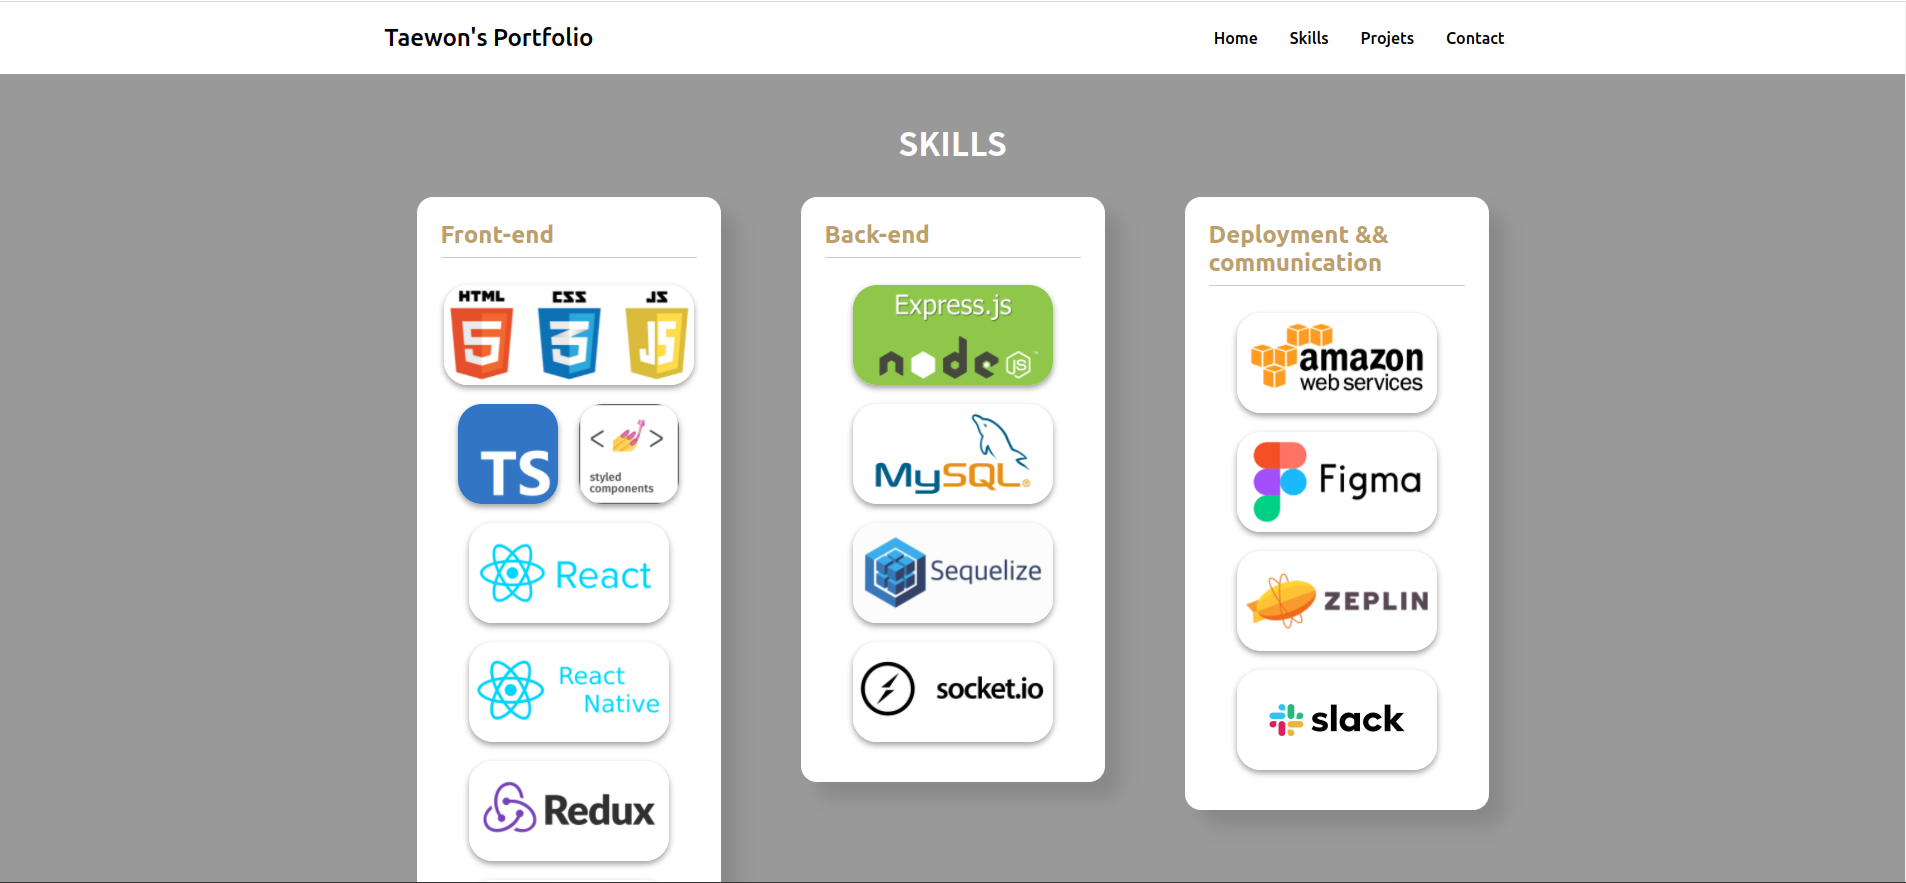 Taewon's Portfolio
Home Skills Projets Contact
SKILLS
Front-end
HTML CSS JS
5 3 JS
TS
< >
styled
components
React
React
Native
Redux
Back-end
Express.js
node JS ™
MySQL®
Sequelize
socket.io
Deployment &&
communication
amazon
web services
Figma
ZEPLIN
slack